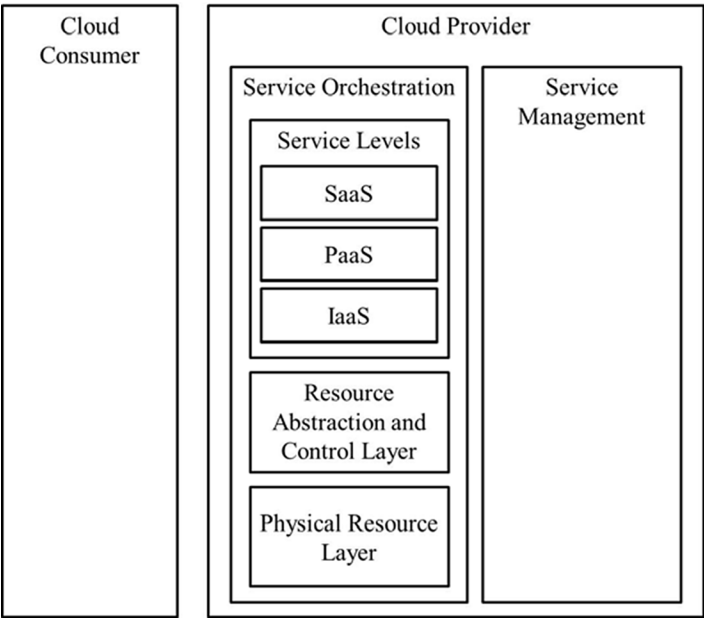 Cloud
Consumer
Cloud Provider
Service Orchestration
Service Levels
SaaS
PaaS
IaaS
Resource
Abstraction and
Control Layer
Physical Resource
Layer
Service
Management